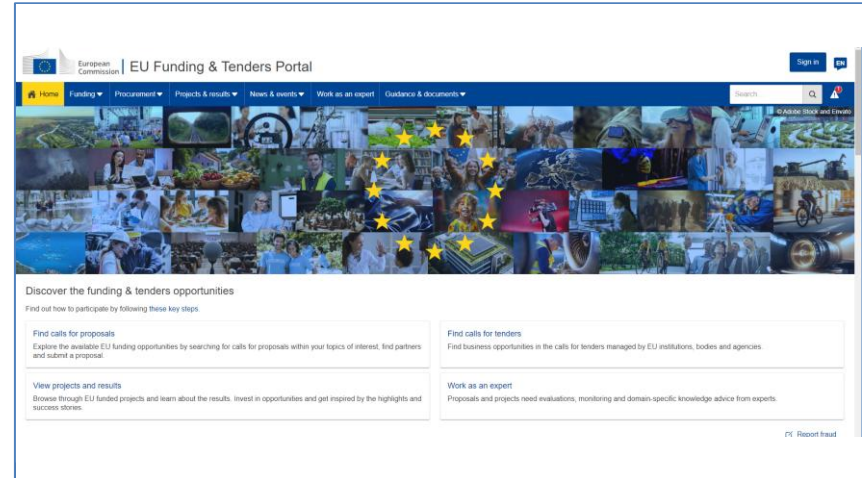 European
Commission
EU Funding & Tenders Portal
Sign in
EN
Home
Funding
Procurement
Projects & results
News & events
Work as an expert
Guidance & documents
Search
© Adobe Stock and Envato
Discover the funding & tenders opportunities
Find out how to participate by following these key steps.
Find calls for proposals
Explore the available EU funding opportunities by searching for calls for proposals within your topics of interest, find partners
and submit a proposal.
Find calls for tenders
Find business opportunities in the calls for tenders managed by EU institutions, bodies and agencies.
View projects and results
Browse through EU funded projects and learn about the results. Invest in opportunities and get inspired by the highlights and
success stories.
Work as an expert
Proposals and projects need evaluations, monitoring and domain-specific knowledge advice from experts.
Report fraud